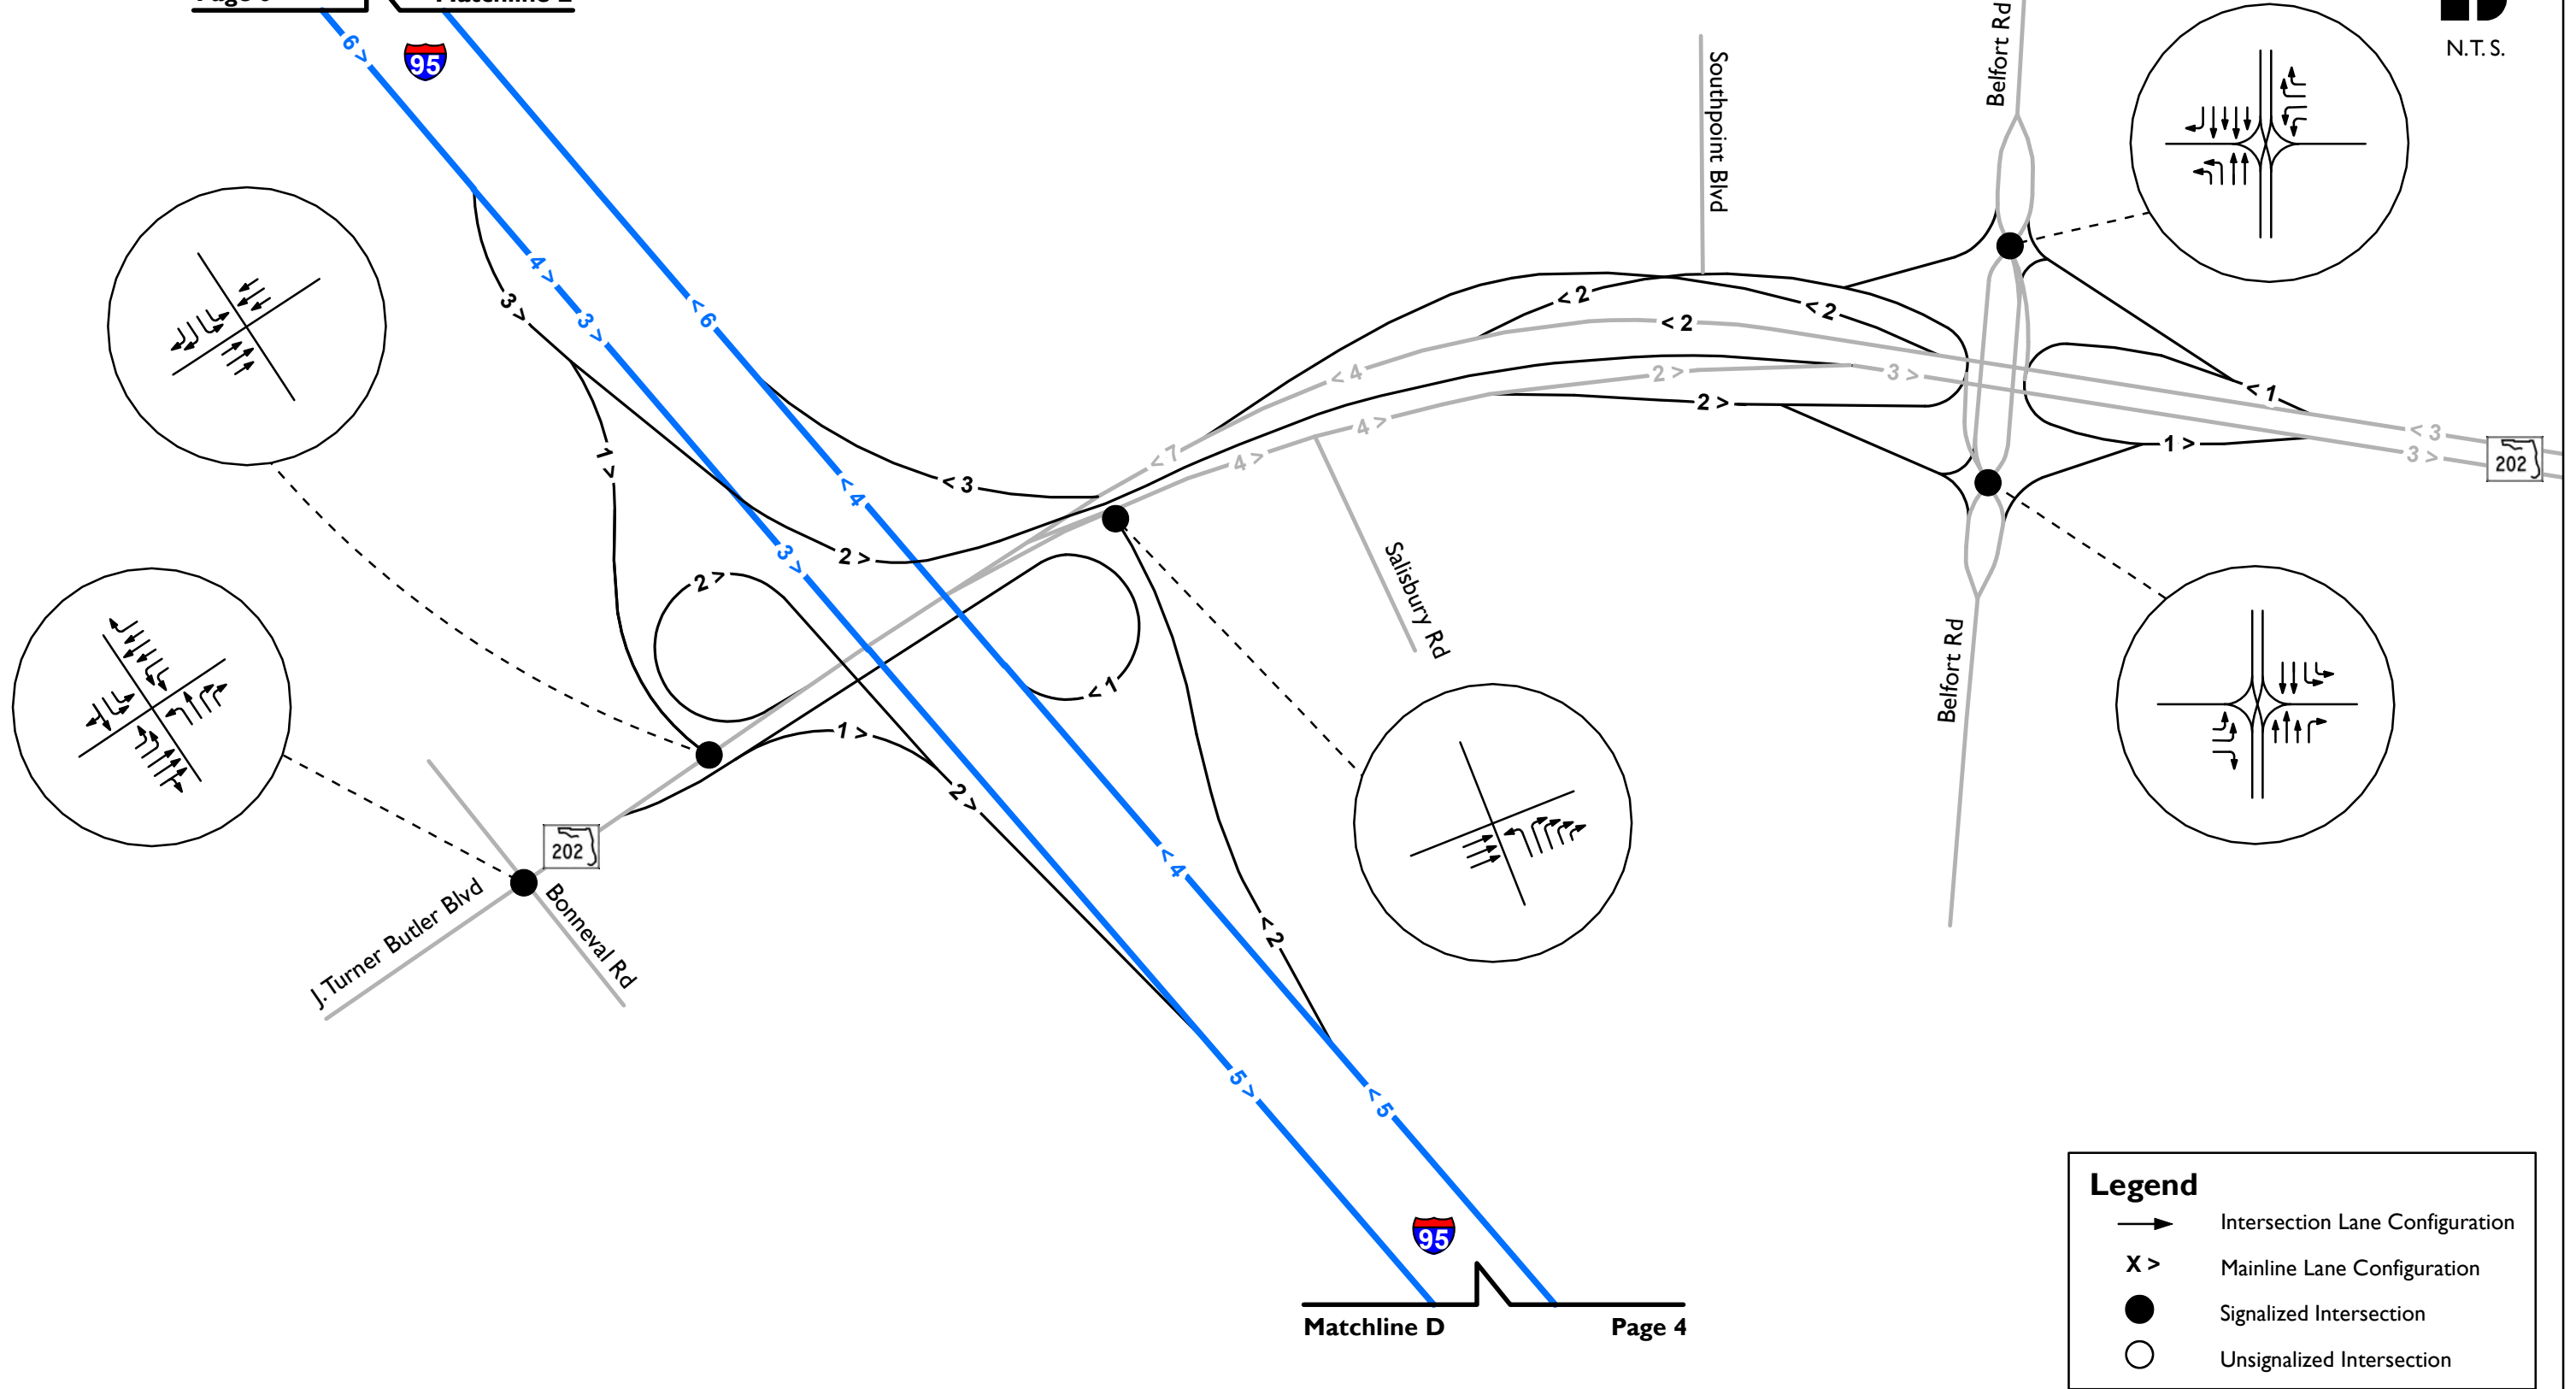 N.T.S.
Belfort Rd
Southpoint Blvd
6 >
95
4 >
3 >
3 >
< 6
< 2
< 2
< 2
< 4
2 >
3 >
< 1
2 >
< 3
3 >
1 >
202
< 7
4 >
4 >
1 >
< 3
< 4
2 >
3 >
2 >
Salisbury Rd
< 1
1 >
2 >
Belfort Rd
202
J. Turner Butler Blvd
Bonneval Rd
< 4
< 2
5 >
< 5
95
Matchline D
Page 4
Legend
Intersection Lane Configuration
X > Mainline Lane Configuration
Signalized Intersection
Unsignalized Intersection